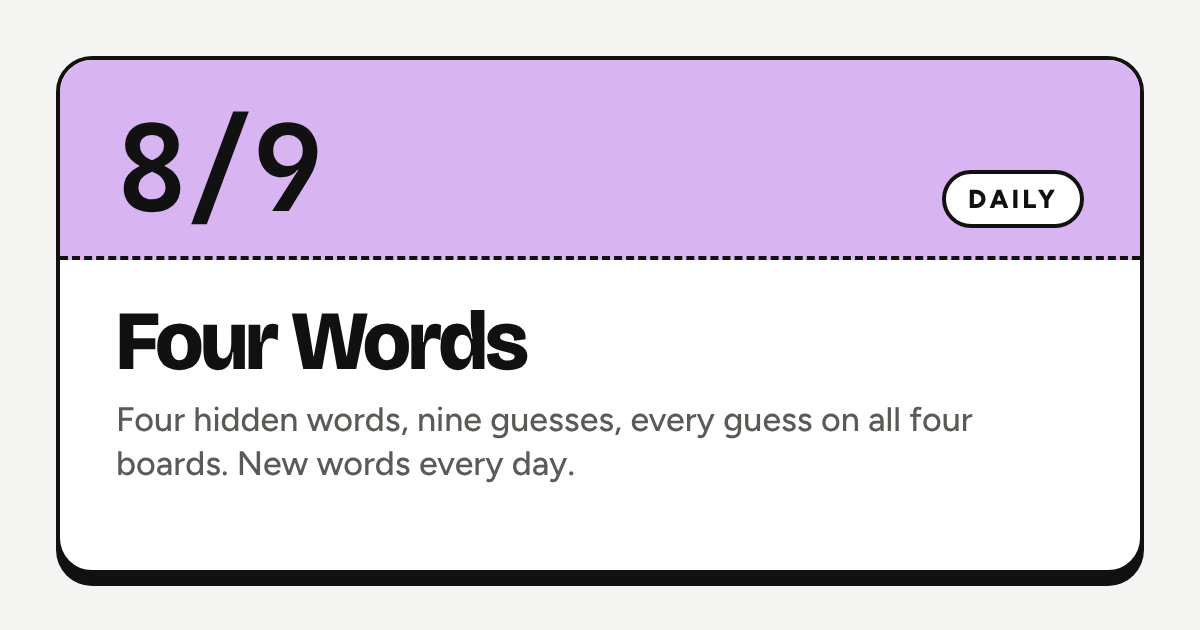 8/9
DAILY
Four Words
Four hidden words, nine guesses, every guess on all four
boards. New words every day.